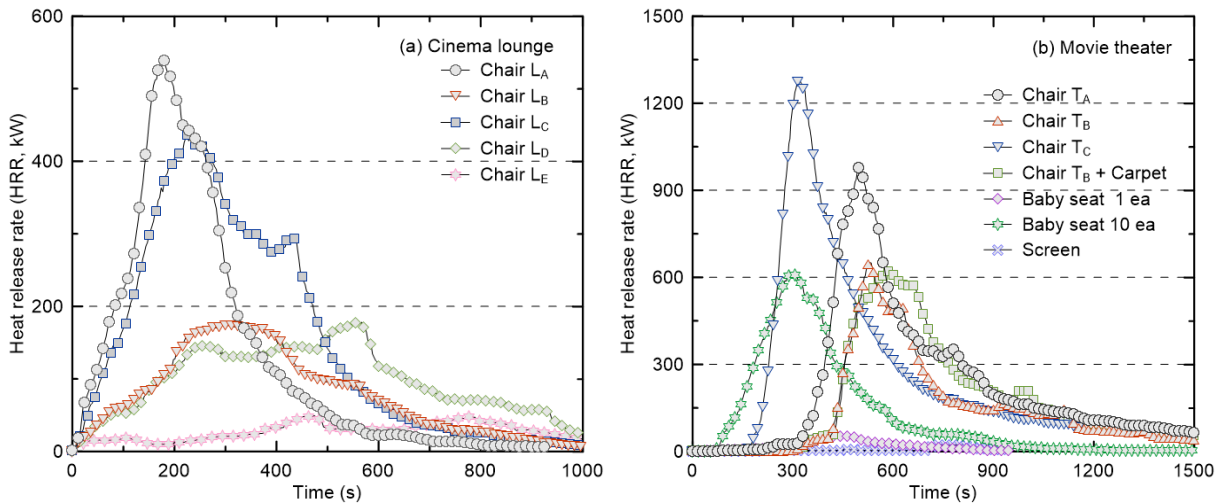 (a) Cinema lounge
Chair LA
Chair LB
Chair LC
Chair LD
Chair LE
Heat release rate (HRR, kW)
600
400
200
0
0 200 400 600 800 1000
Time (s)
(b) Movie theater
Chair TA
Chair TB
Chair TC
Chair TB + Carpet
Baby seat 1 ea
Baby seat 10 ea
Screen
Heat release rate (HRR, kW)
1500
1200
900
600
300
0
0 300 600 900 1200 1500
Time (s)